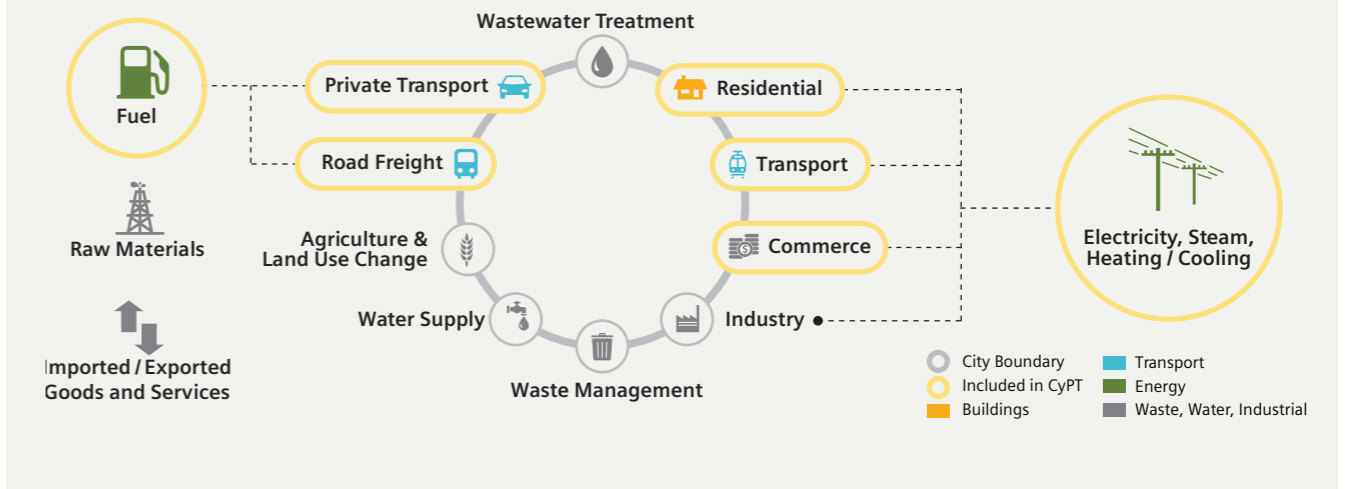 Wastewater Treatment
Fuel
Private Transport
Road Freight
Raw Materials
Agriculture &
Land Use Change
Imported / Exported
Goods and Services
Water Supply
Waste Management
Residential
Transport
$
Commerce
Industry
Electricity, Steam,
Heating / Cooling
City Boundary
Included in CyPT
Buildings
Transport
Energy
Waste, Water, Industrial